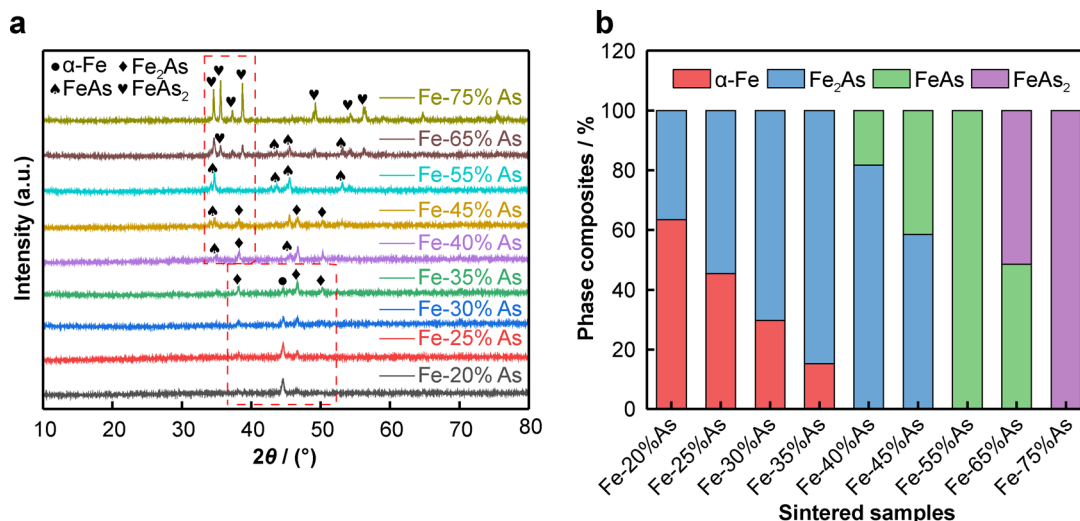 a
α-Fe Fe₂As
FeAs FeAs₂
Fe-75% As
Fe-65% As
Fe-55% As
Fe-45% As
Fe-40% As
Fe-35% As
Fe-30% As
Fe-25% As
Fe-20% As
Intensity (a.u.)
10 20 30 40 50 60 70 80
2θ / (°)
b
α-Fe Fe₂As FeAs FeAs₂
120
100
80
60
40
20
0
Phase composites / %
Fe-20%As
Fe-25%As
Fe-30%As
Fe-35%As
Fe-40%As
Fe-45%As
Fe-55%As
Fe-65%As
Fe-75%As
Sintered samples